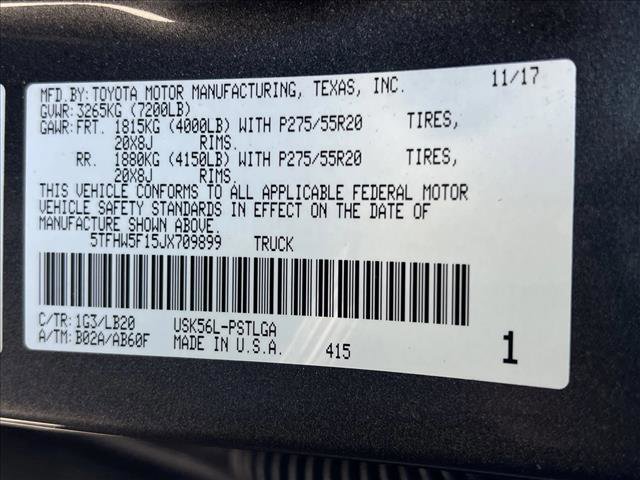 MFD.BY:TOYOTA MOTOR MANUFACTURING, TEXAS, INC. 11/17
GVWR:3265KG (7200LB)
GAWR:FRT. 1815KG (4000LB) WITH P275/55R20 TIRES,
20X8J RIMS.
RR. 1880KG (4150LB) WITH P275/55R20 TIRES,
20X8J RIMS.
THIS VEHICLE CONFORMS TO ALL APPLICABLE FEDERAL MOTOR
VEHICLE SAFETY STANDARDS IN EFFECT ON THE DATE OF
MANUFACTURE SHOWN ABOVE.
5TFHW5F15JX709899 TRUCK
C/TR:1G3/LB20 USK56L-PSTLGA
A/TM:B02A/AB60F MADE IN U.S.A. 415 1